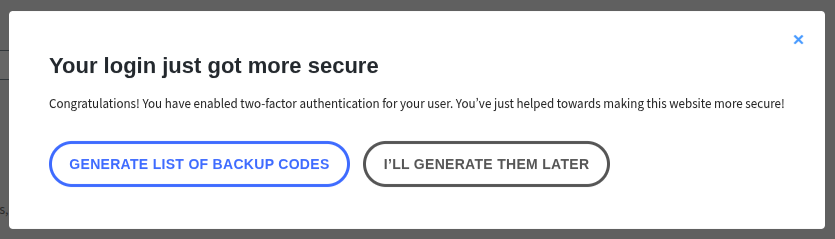 ×
Your login just got more secure
Congratulations! You have enabled two-factor authentication for your user. You’ve just helped towards making this website more secure!
GENERATE LIST OF BACKUP CODES
I’LL GENERATE THEM LATER
s,